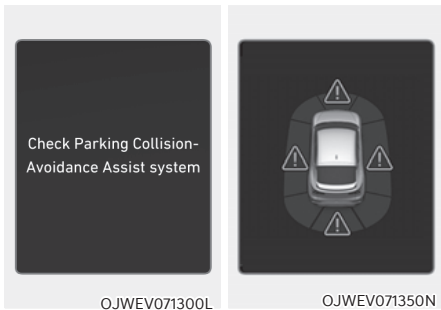 Check Parking Collision-
Avoidance Assist system
OJWEV071300L
OJWEV071350N